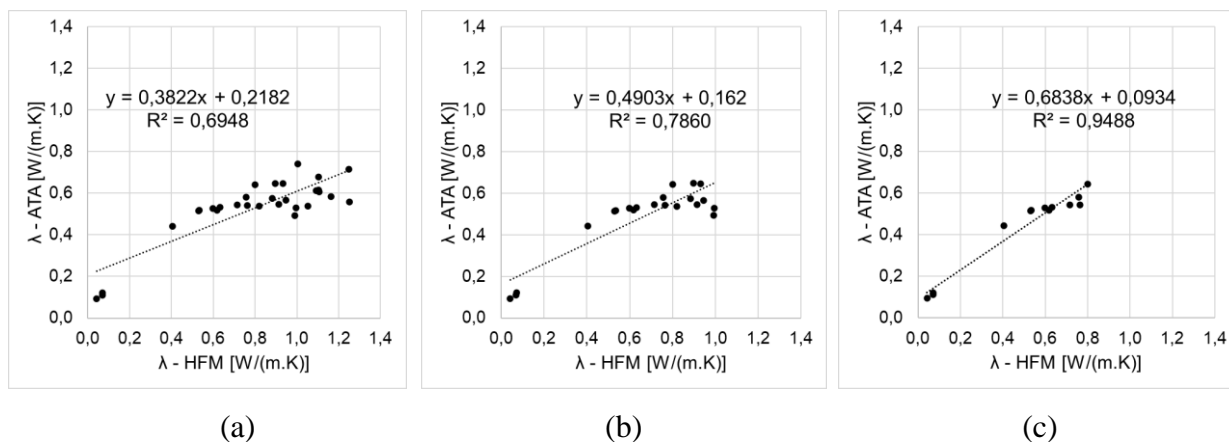 1,4
1,2
1,0
0,8
0,6
0,4
0,2
0,0
λ - ATA [W/(m.K)]
y = 0,3822x + 0,2182
R² = 0,6948
0,0 0,2 0,4 0,6 0,8 1,0 1,2 1,4
λ - HFM [W/(m.K)]
(a)
1,4
1,2
1,0
0,8
0,6
0,4
0,2
0,0
λ - ATA [W/(m.K)]
y = 0,4903x + 0,162
R² = 0,7860
0,0 0,2 0,4 0,6 0,8 1,0 1,2 1,4
λ - HFM [W/(m.K)]
(b)
1,4
1,2
1,0
0,8
0,6
0,4
0,2
0,0
λ - ATA [W/(m.K)]
y = 0,6838x + 0,0934
R² = 0,9488
0,0 0,2 0,4 0,6 0,8 1,0 1,2 1,4
λ - HFM [W/(m.K)]
(c)